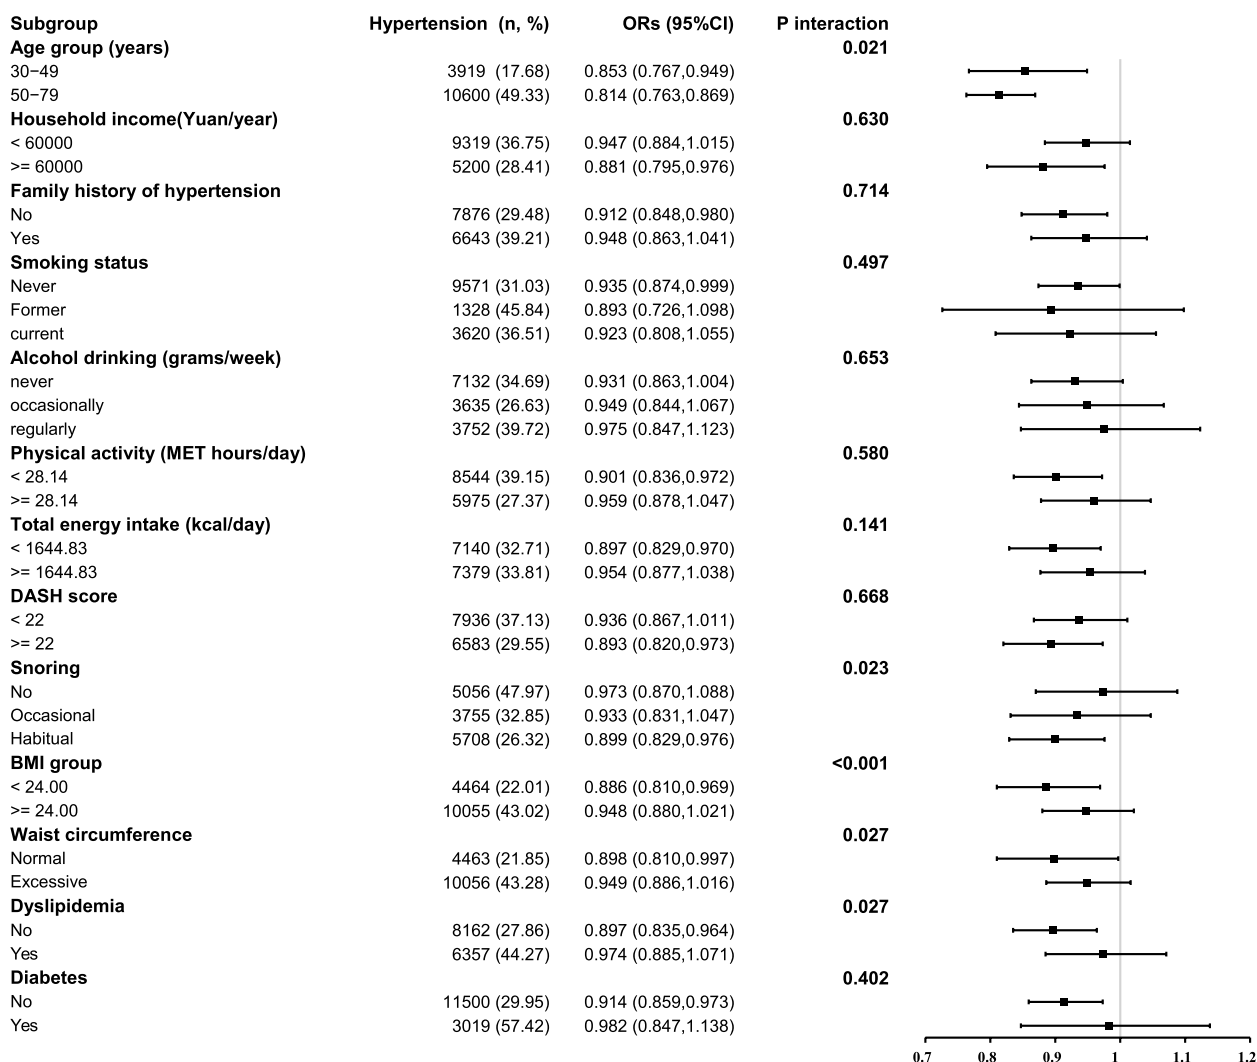 Subgroup Hypertension (n, %) ORs (95%CI) P interaction
Age group (years) 0.021
30−49 3919 (17.68) 0.853 (0.767,0.949)
50−79 10600 (49.33) 0.814 (0.763,0.869)
Household income(Yuan/year) 0.630
< 60000 9319 (36.75) 0.947 (0.884,1.015)
>= 60000 5200 (28.41) 0.881 (0.795,0.976)
Family history of hypertension 0.714
No 7876 (29.48) 0.912 (0.848,0.980)
Yes 6643 (39.21) 0.948 (0.863,1.041)
Smoking status 0.497
Never 9571 (31.03) 0.935 (0.874,0.999)
Former 1328 (45.84) 0.893 (0.726,1.098)
current 3620 (36.51) 0.923 (0.808,1.055)
Alcohol drinking (grams/week) 0.653
never 7132 (34.69) 0.931 (0.863,1.004)
occasionally 3635 (26.63) 0.949 (0.844,1.067)
regularly 3752 (39.72) 0.975 (0.847,1.123)
Physical activity (MET hours/day) 0.580
< 28.14 8544 (39.15) 0.901 (0.836,0.972)
>= 28.14 5975 (27.37) 0.959 (0.878,1.047)
Total energy intake (kcal/day) 0.141
< 1644.83 7140 (32.71) 0.897 (0.829,0.970)
>= 1644.83 7379 (33.81) 0.954 (0.877,1.038)
DASH score 0.668
< 22 7936 (37.13) 0.936 (0.867,1.011)
>= 22 6583 (29.55) 0.893 (0.820,0.973)
Snoring 0.023
No 5056 (47.97) 0.973 (0.870,1.088)
Occasional 3755 (32.85) 0.933 (0.831,1.047)
Habitual 5708 (26.32) 0.899 (0.829,0.976)
BMI group <0.001
< 24.00 4464 (22.01) 0.886 (0.810,0.969)
>= 24.00 10055 (43.02) 0.948 (0.880,1.021)
Waist circumference 0.027
Normal 4463 (21.85) 0.898 (0.810,0.997)
Excessive 10056 (43.28) 0.949 (0.886,1.016)
Dyslipidemia 0.027
No 8162 (27.86) 0.897 (0.835,0.964)
Yes 6357 (44.27) 0.974 (0.885,1.071)
Diabetes 0.402
No 11500 (29.95) 0.914 (0.859,0.973)
Yes 3019 (57.42) 0.982 (0.847,1.138)
0.7 0.8 0.9 1 1.1 1.2